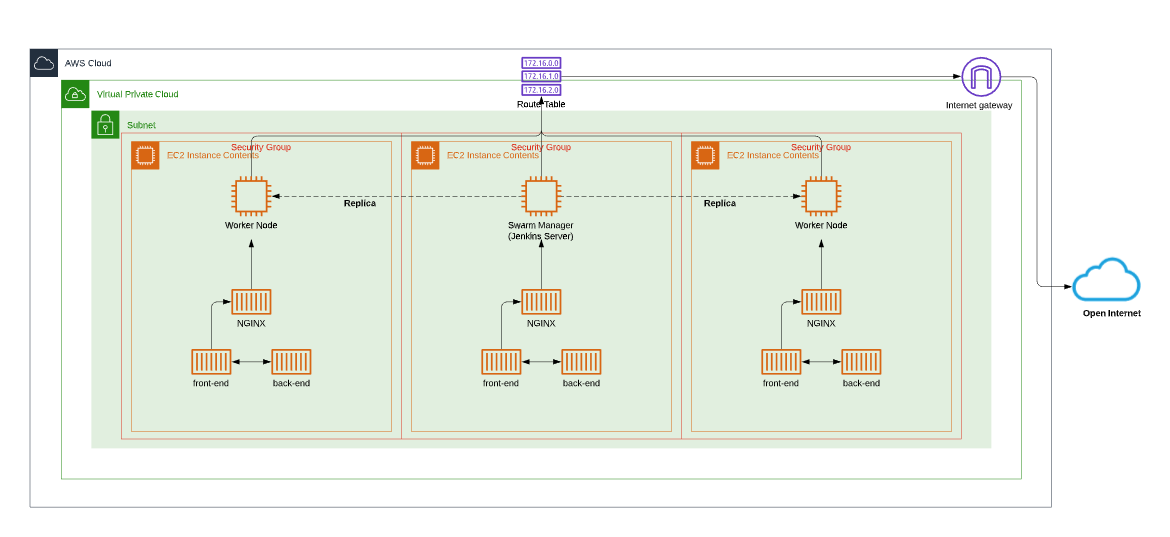 AWS Cloud
172.16.0.0
172.16.1.0
172.16.2.0
Route Table
Internet gateway
Virtual Private Cloud
Subnet
Security Group
EC2 Instance Contents
Security Group
EC2 Instance Contents
Security Group
EC2 Instance Contents
Replica
Replica
Worker Node
Swarm Manager
(Jenkins Server)
Worker Node
Open Internet
NGINX
NGINX
NGINX
front-end
back-end
front-end
back-end
front-end
back-end